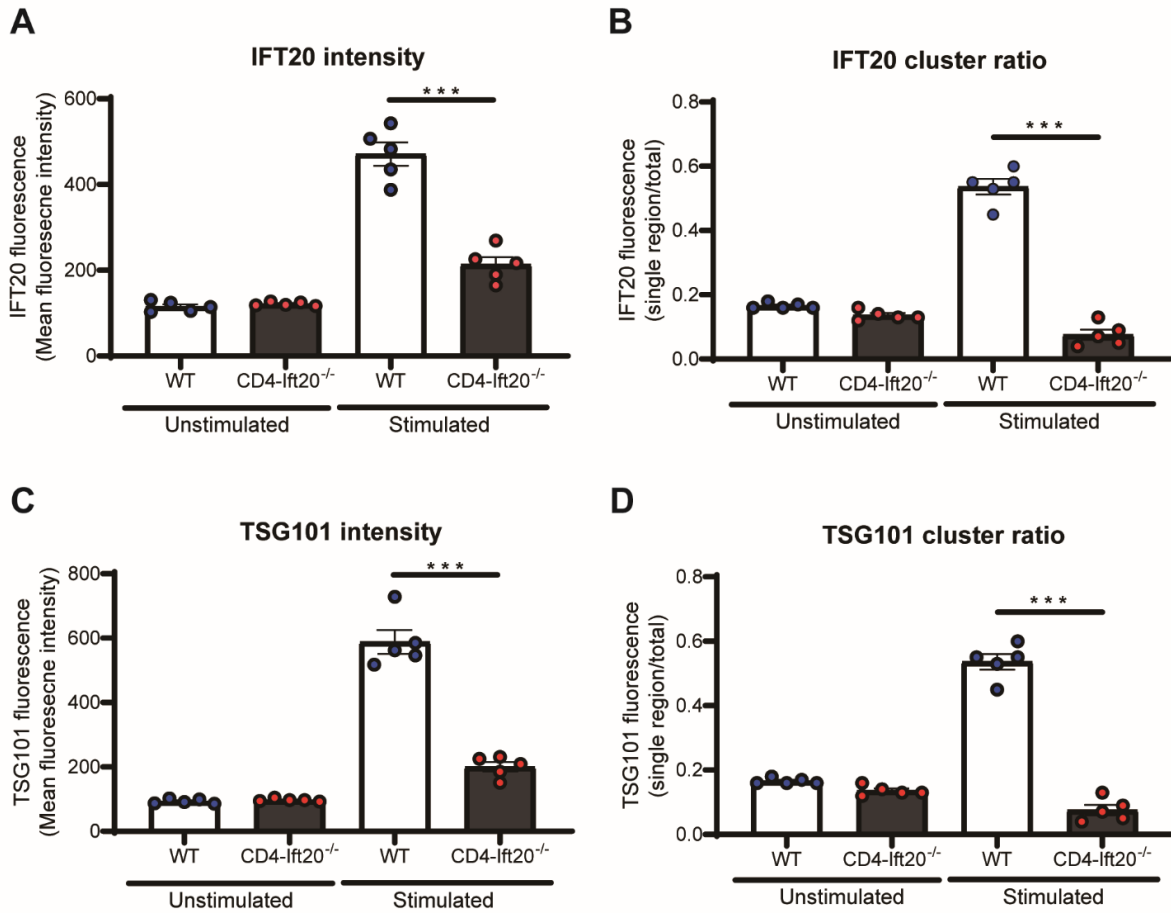 A
IFT20 intensity
IFT20 fluorescence
(Mean fluoresecne intensity)
600
400
200
0
***
WT
CD4-Ift20-/-
WT
CD4-Ift20-/-
Unstimulated
Stimulated
B
IFT20 cluster ratio
IFT20 fluorescence
(single region/total)
0.8
0.6
0.4
0.2
0.0
***
WT
CD4-Ift20-/-
WT
CD4-Ift20-/-
Unstimulated
Stimulated
C
TSG101 intensity
TSG101 fluorescence
(Mean fluoresecne intensity)
800
600
400
200
0
***
WT
CD4-Ift20-/-
WT
CD4-Ift20-/-
Unstimulated
Stimulated
D
TSG101 cluster ratio
TSG101 fluorescence
(single region/total)
0.8
0.6
0.4
0.2
0.0
***
WT
CD4-Ift20-/-
WT
CD4-Ift20-/-
Unstimulated
Stimulated